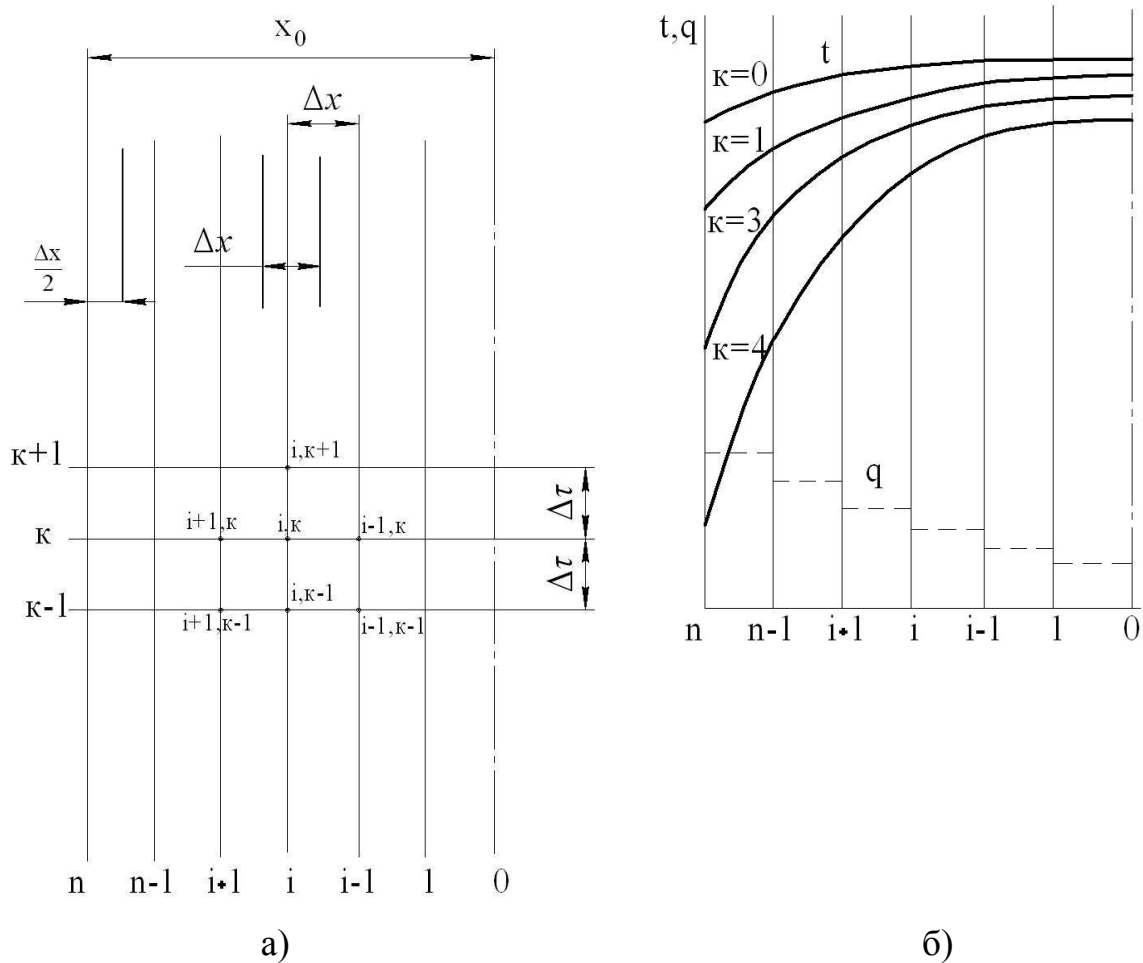 x₀
Δx
Δx
Δx/2
к+1
i,к+1
Δτ
к
i+1,к
i,к
i-1,к
Δτ
к-1
i,к-1
i+1,к-1
i-1,к-1
n n-1 i+1 i i-1 1 0
а)
t,q
t
к=0
к=1
к=3
к=4
q
n n-1 i+1 i i-1 1 0
б)